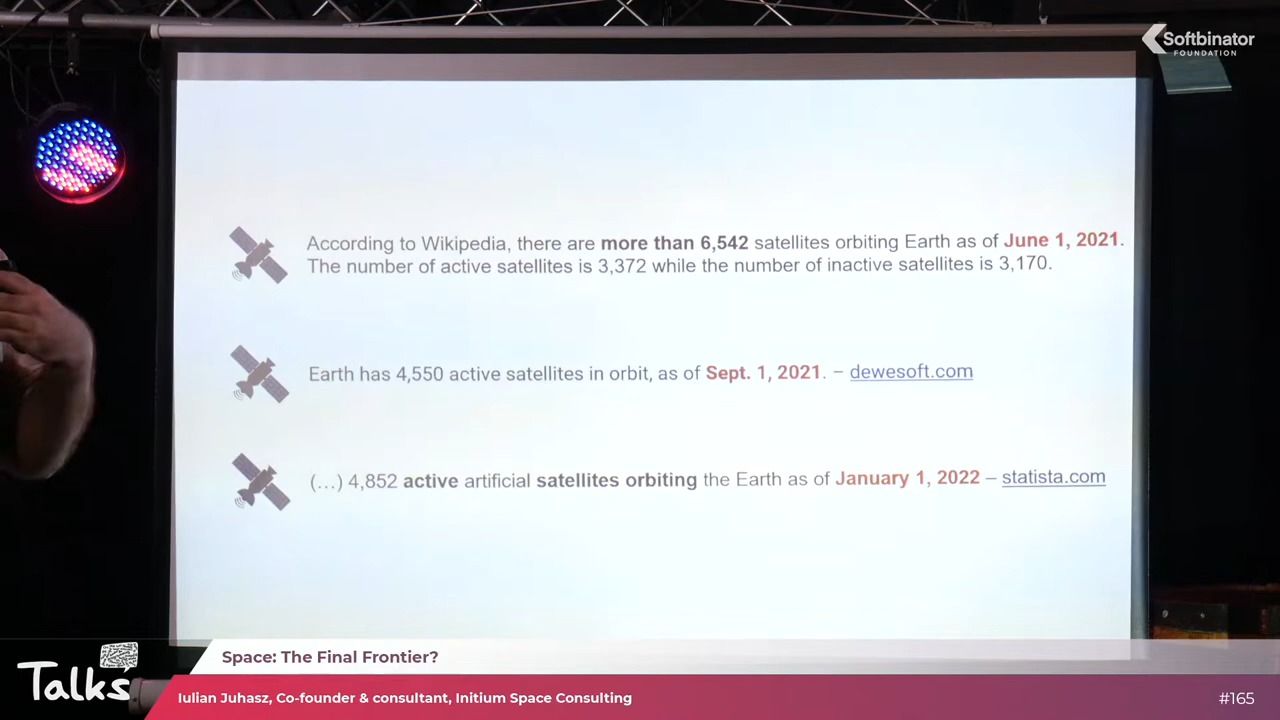 Softbinator
FOUNDATION
According to Wikipedia, there are more than 6,542 satellites orbiting Earth as of June 1, 2021.
The number of active satellites is 3,372 while the number of inactive satellites is 3,170.
Earth has 4,550 active satellites in orbit, as of Sept. 1, 2021. – dewesoft.com
(...) 4,852 active artificial satellites orbiting the Earth as of January 1, 2022 – statista.com
Talks
Space: The Final Frontier?
Iulian Juhasz, Co-founder & consultant, Initium Space Consulting
#165